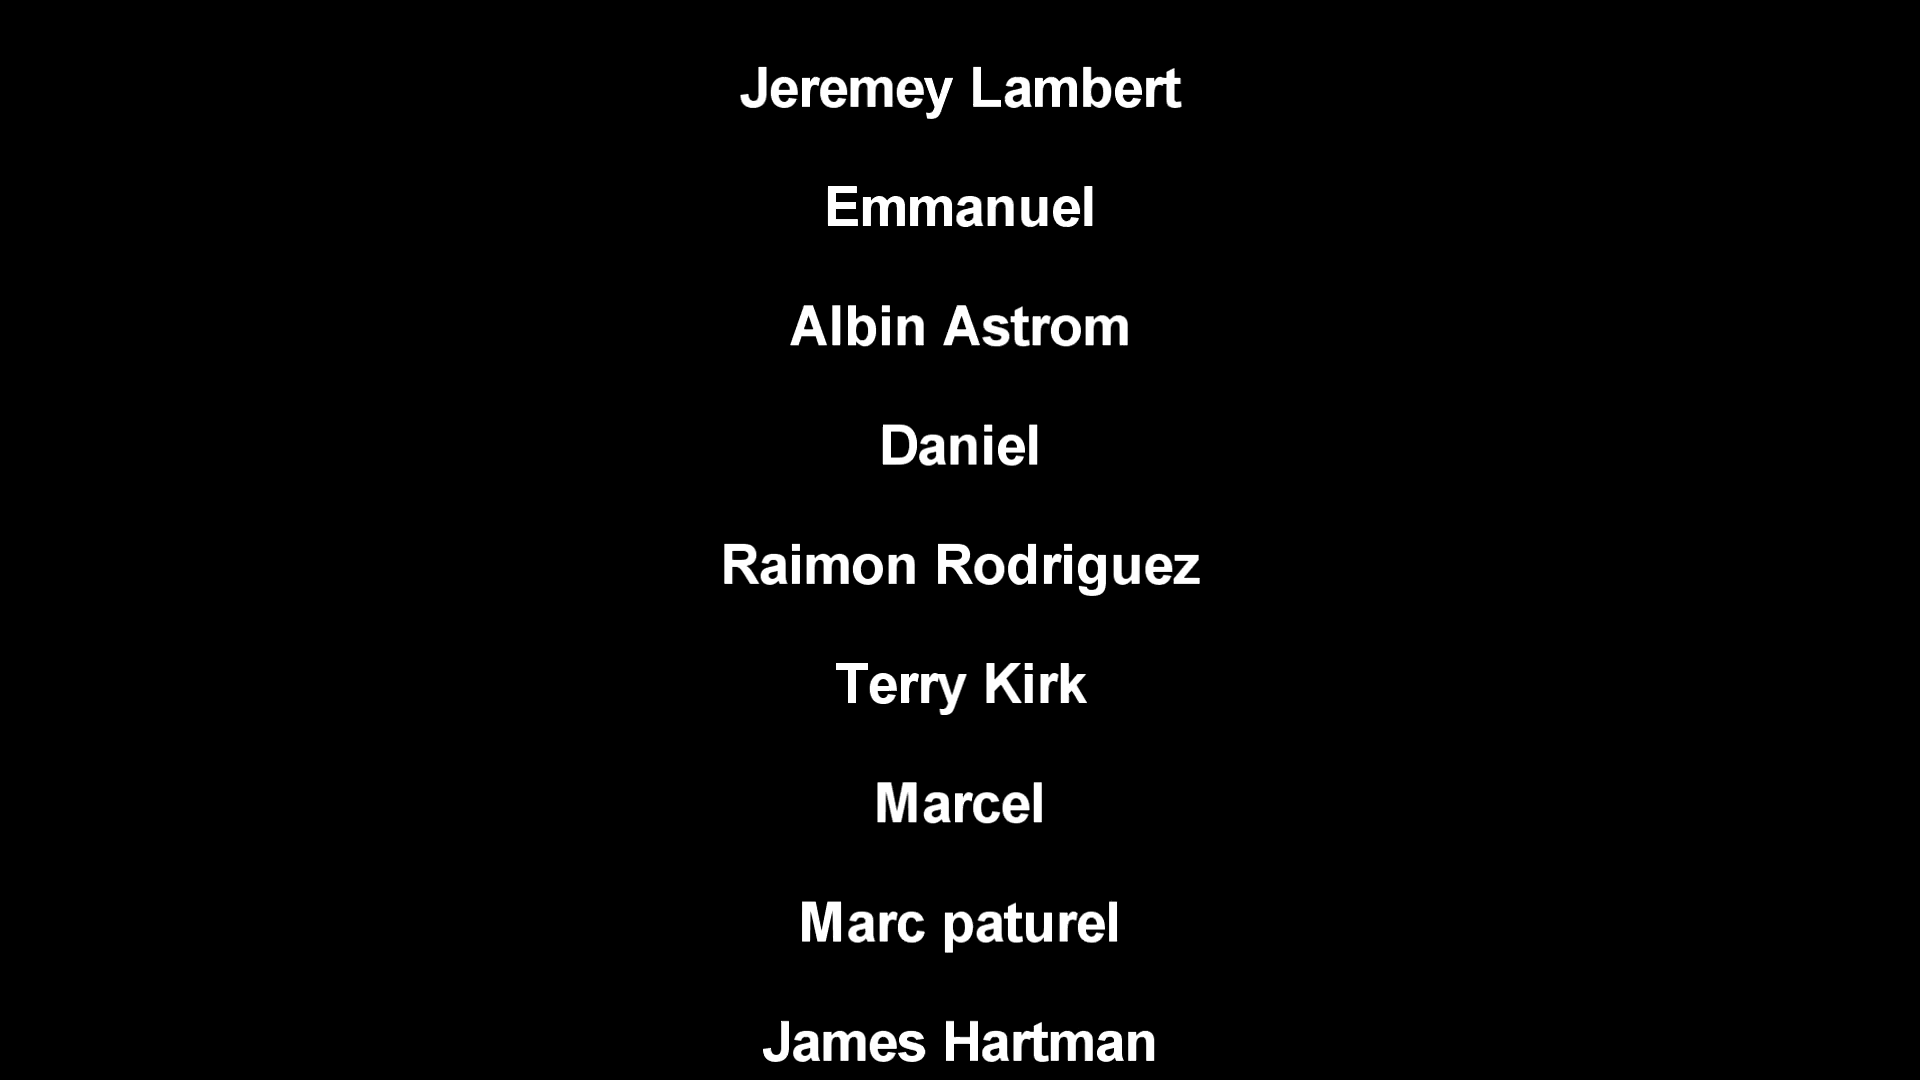 Jeremey Lambert
Emmanuel
Albin Astrom
Daniel
Raimon Rodriguez
Terry Kirk
Marcel
Marc paturel
James Hartman